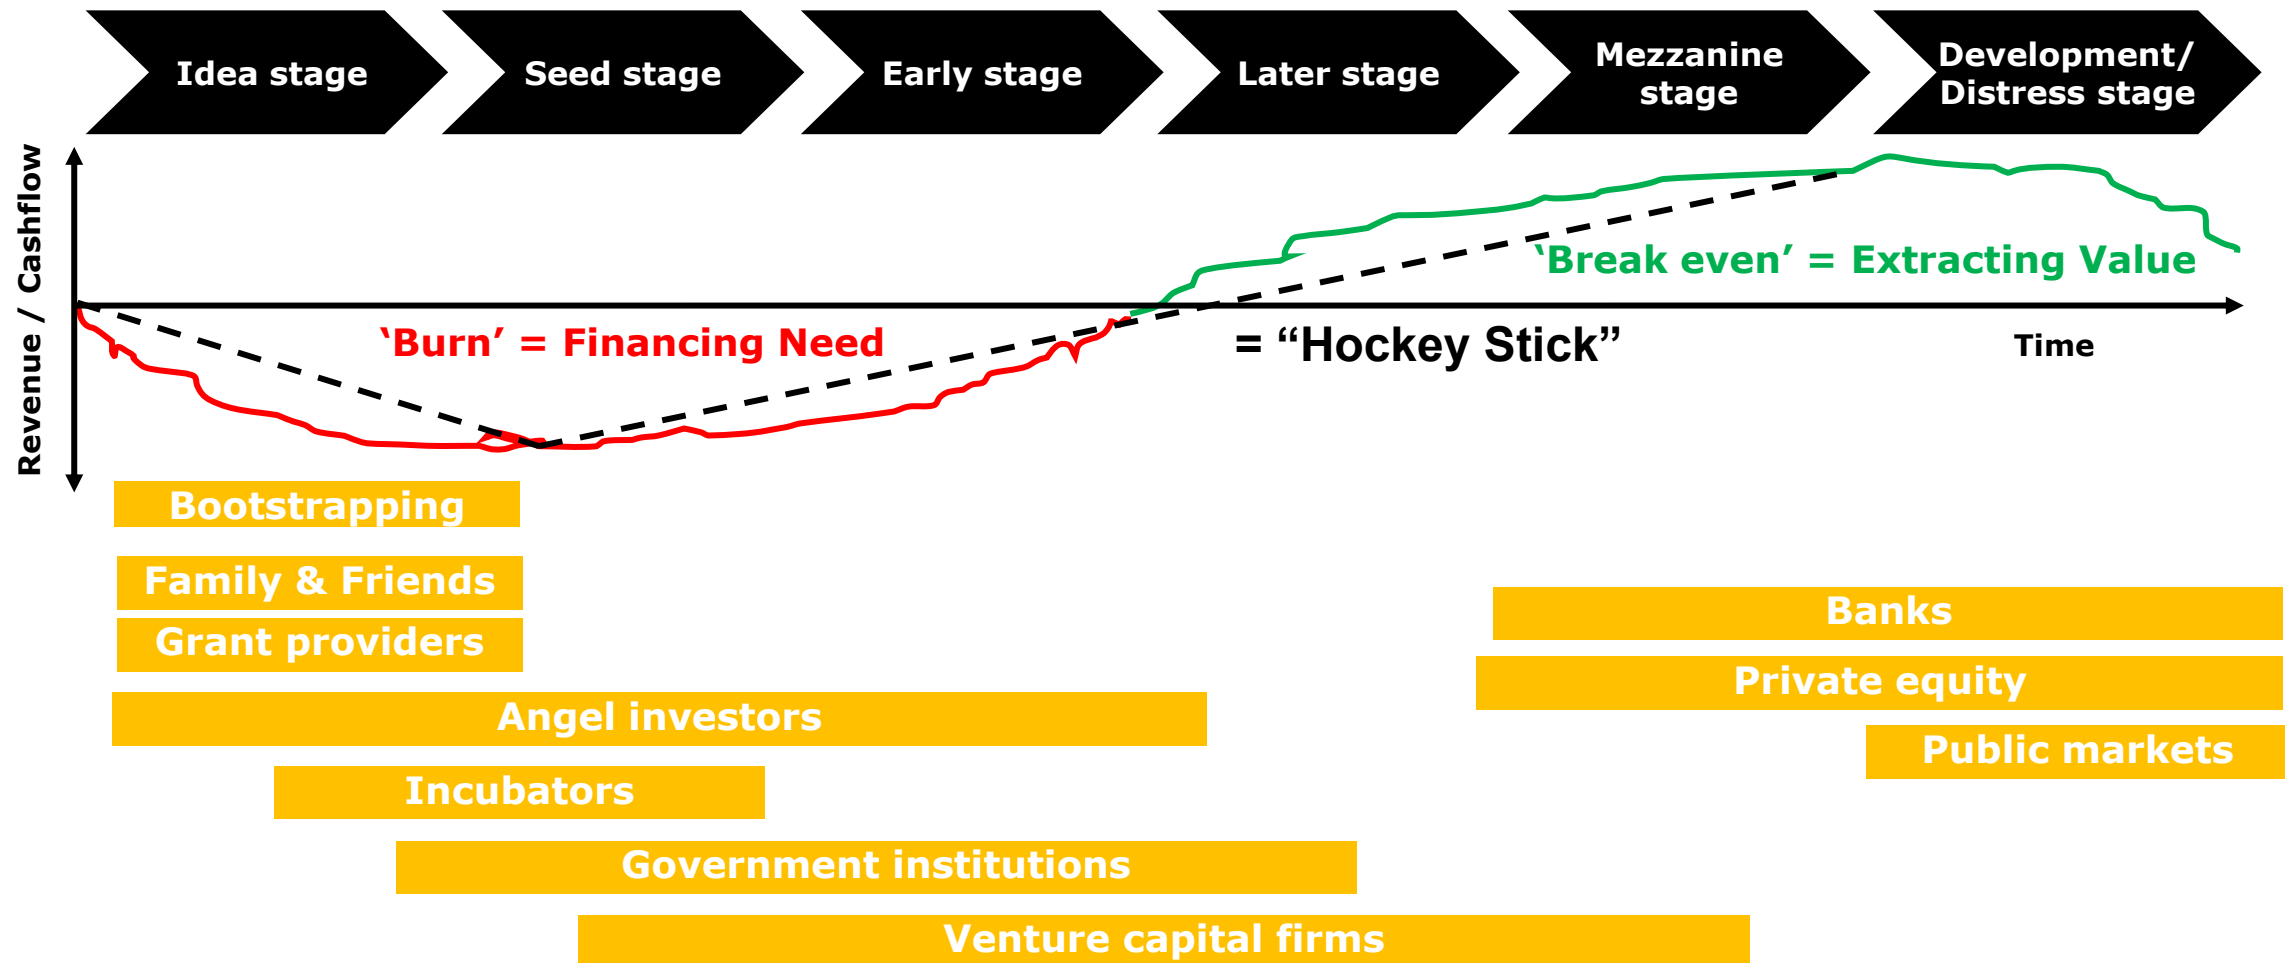 Idea stage
Seed stage
Early stage
Later stage
Mezzanine
stage
Development/
Distress stage
Revenue / Cashflow
‘Burn’ = Financing Need
‘Break even’ = Extracting Value
= “Hockey Stick”
Time
Bootstrapping
Family & Friends
Grant providers
Angel investors
Incubators
Government institutions
Venture capital firms
Banks
Private equity
Public markets